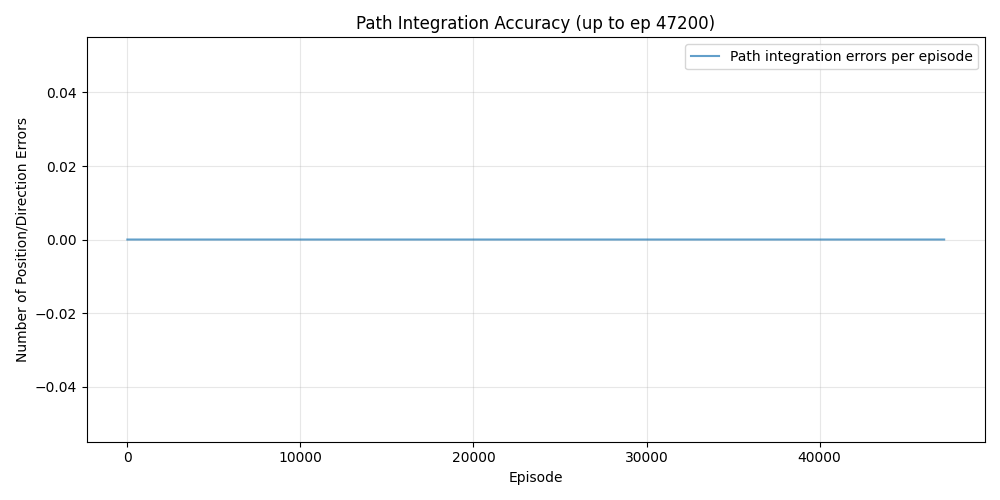 Path Integration Accuracy (up to ep 47200)
Path integration errors per episode
Number of Position/Direction Errors
0.04
0.02
0.00
−0.02
−0.04
0 10000 20000 30000 40000
Episode